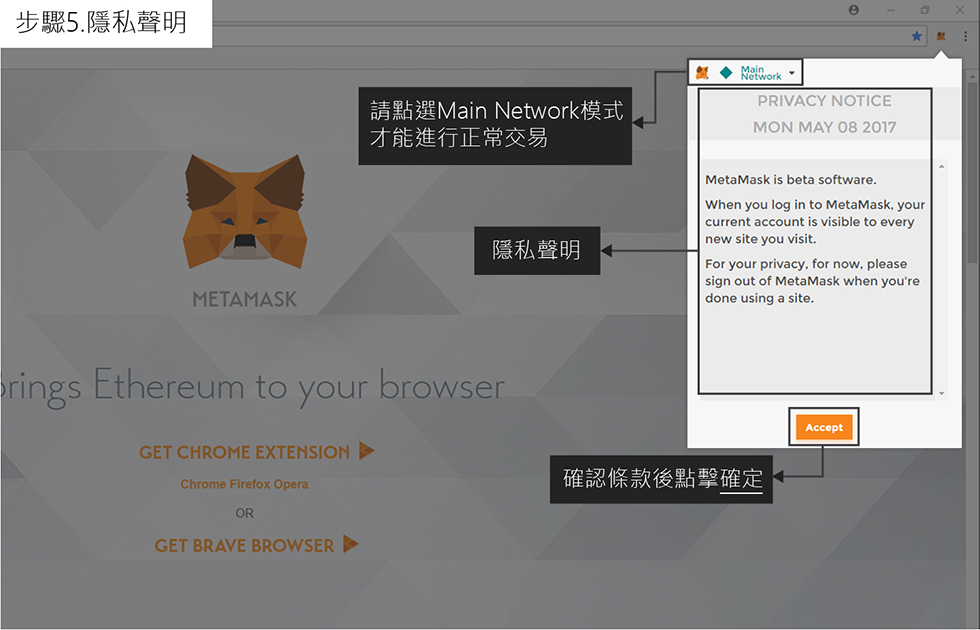 步驟5.隱私聲明
Main
Network
請點選Main Network模式
才能進行正常交易
PRIVACY NOTICE
MON MAY 08 2017
MetaMask is beta software.
When you log in to MetaMask, your
current account is visible to every
new site you visit.
For your privacy, for now, please
sign out of MetaMask when you're
done using a site.
隱私聲明
METAMASK
brings Ethereum to your browser
Accept
GET CHROME EXTENSION
Chrome Firefox Opera
確認條款後點擊確定
OR
GET BRAVE BROWSER